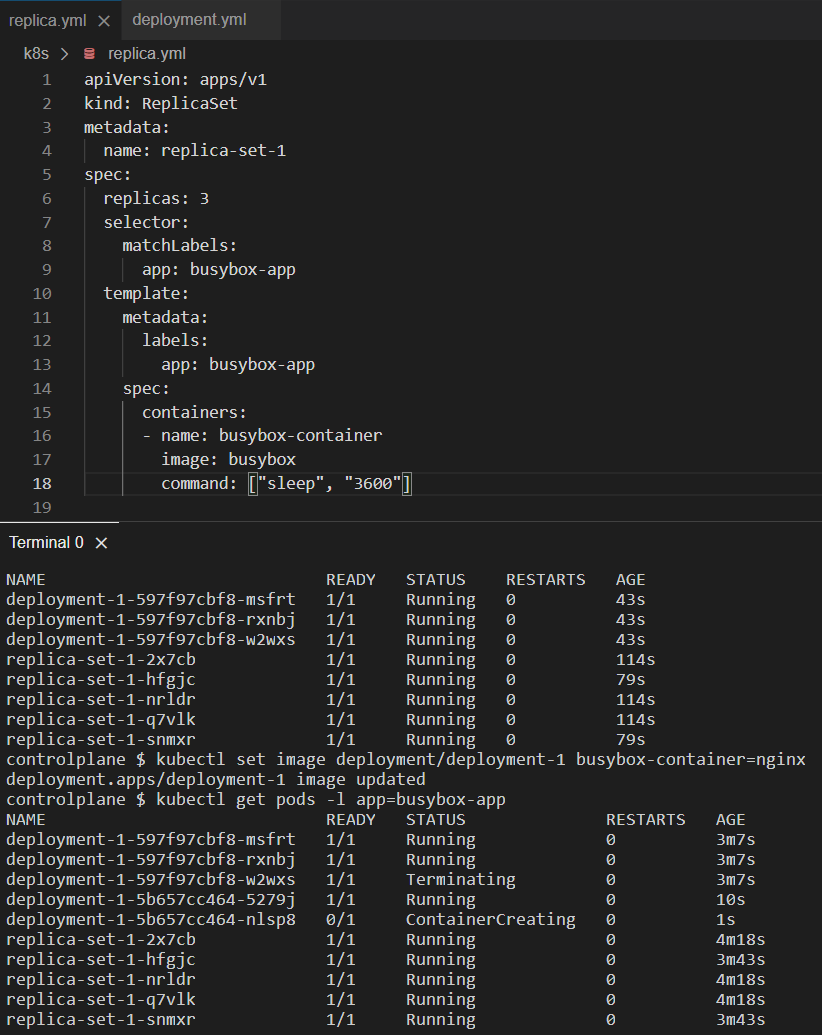 replica.yml × deployment.yml
k8s > replica.yml
1 apiVersion: apps/v1
2 kind: ReplicaSet
3 metadata:
4   name: replica-set-1
5 spec:
6   replicas: 3
7   selector:
8     matchLabels:
9       app: busybox-app
10   template:
11     metadata:
12       labels:
13         app: busybox-app
14     spec:
15       containers:
16       - name: busybox-container
17         image: busybox
18         command: ["sleep", "3600"]
19
Terminal 0 ×
NAME READY STATUS RESTARTS AGE
deployment-1-597f97cbf8-msfrt 1/1 Running 0 43s
deployment-1-597f97cbf8-rxnbj 1/1 Running 0 43s
deployment-1-597f97cbf8-w2wxs 1/1 Running 0 43s
replica-set-1-2x7cb 1/1 Running 0 114s
replica-set-1-hfgjc 1/1 Running 0 79s
replica-set-1-nrldr 1/1 Running 0 114s
replica-set-1-q7vlk 1/1 Running 0 114s
replica-set-1-snmxr 1/1 Running 0 79s
controlplane $ kubectl set image deployment/deployment-1 busybox-container=nginx
deployment.apps/deployment-1 image updated
controlplane $ kubectl get pods -l app=busybox-app
NAME READY STATUS RESTARTS AGE
deployment-1-597f97cbf8-msfrt 1/1 Running 0 3m7s
deployment-1-597f97cbf8-rxnbj 1/1 Running 0 3m7s
deployment-1-597f97cbf8-w2wxs 1/1 Terminating 0 3m7s
deployment-1-5b657cc464-5279j 1/1 Running 0 10s
deployment-1-5b657cc464-nlsp8 0/1 ContainerCreating 0 1s
replica-set-1-2x7cb 1/1 Running 0 4m18s
replica-set-1-hfgjc 1/1 Running 0 3m43s
replica-set-1-nrldr 1/1 Running 0 4m18s
replica-set-1-q7vlk 1/1 Running 0 4m18s
replica-set-1-snmxr 1/1 Running 0 3m43s